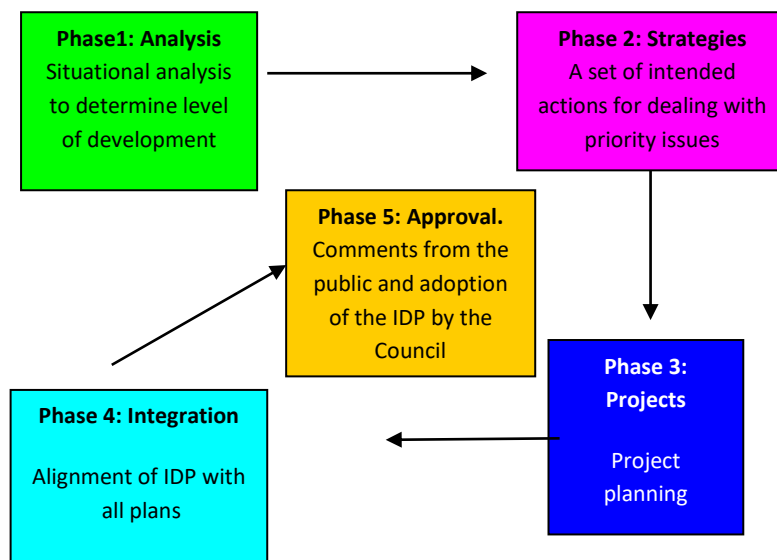 Phase1: Analysis
Situational analysis
to determine level
of development
Phase 2: Strategies
A set of intended
actions for dealing with
priority issues
Phase 3:
Projects
Project
planning
Phase 4: Integration
Alignment of IDP with
all plans
Phase 5: Approval.
Comments from the
public and adoption
of the IDP by the
Council